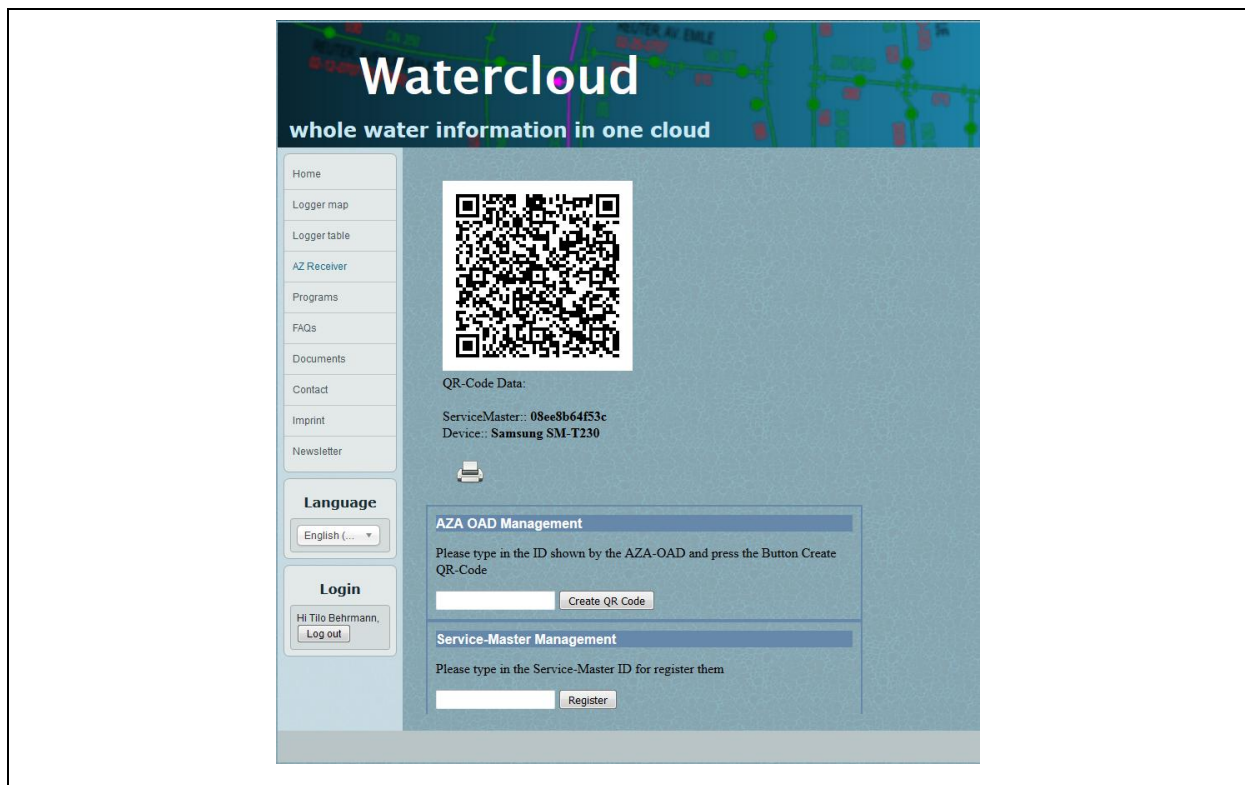 REUTER, AV. EMILE
Watercloud
whole water information in one cloud
Home
Logger map
Logger table
AZ Receiver
Programs
FAQs
Documents
Contact
Imprint
Newsletter
Language
English (...
Login
Hi Tilo Behrmann,
Log out
QR-Code Data:
ServiceMaster:: 08ee8b64f53c
Device:: Samsung SM-T230
AZA OAD Management
Please type in the ID shown by the AZA-OAD and press the Button Create
QR-Code
Create QR Code
Service-Master Management
Please type in the Service-Master ID for register them
Register